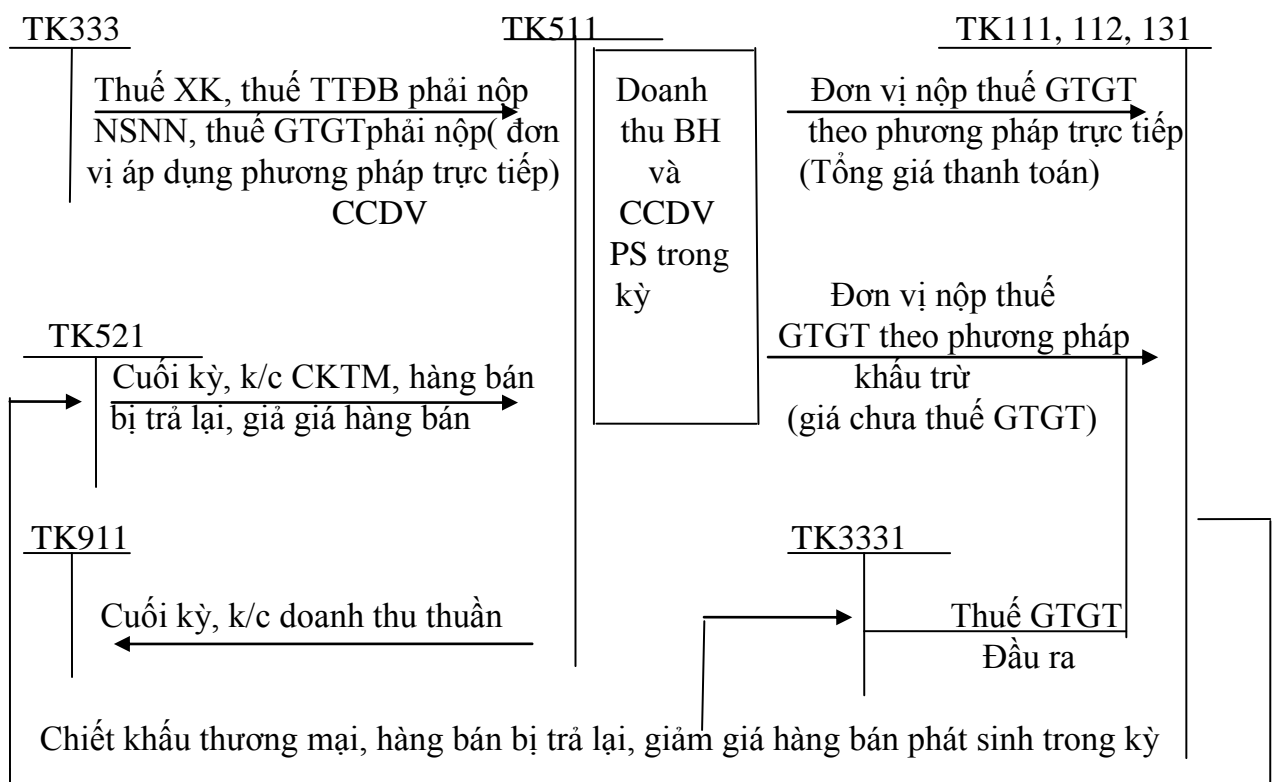 TK333
TK511
TK111, 112, 131
Thuế XK, thuế TTĐB phải nộp
NSNN, thuế GTGTphải nộp( đơn
vị áp dụng phương pháp trực tiếp)
CCDV
Doanh
thu BH
và
CCDV
PS trong
kỳ
Đơn vị nộp thuế GTGT
theo phương pháp trực tiếp
(Tổng giá thanh toán)
Đơn vị nộp thuế
GTGT theo phương pháp
khấu trừ
(giá chưa thuế GTGT)
TK521
Cuối kỳ, k/c CKTM, hàng bán
bị trả lại, giả giá hàng bán
TK911
Cuối kỳ, k/c doanh thu thuần
TK3331
Thuế GTGT
Đầu ra
Chiết khấu thương mại, hàng bán bị trả lại, giảm giá hàng bán phát sinh trong kỳ